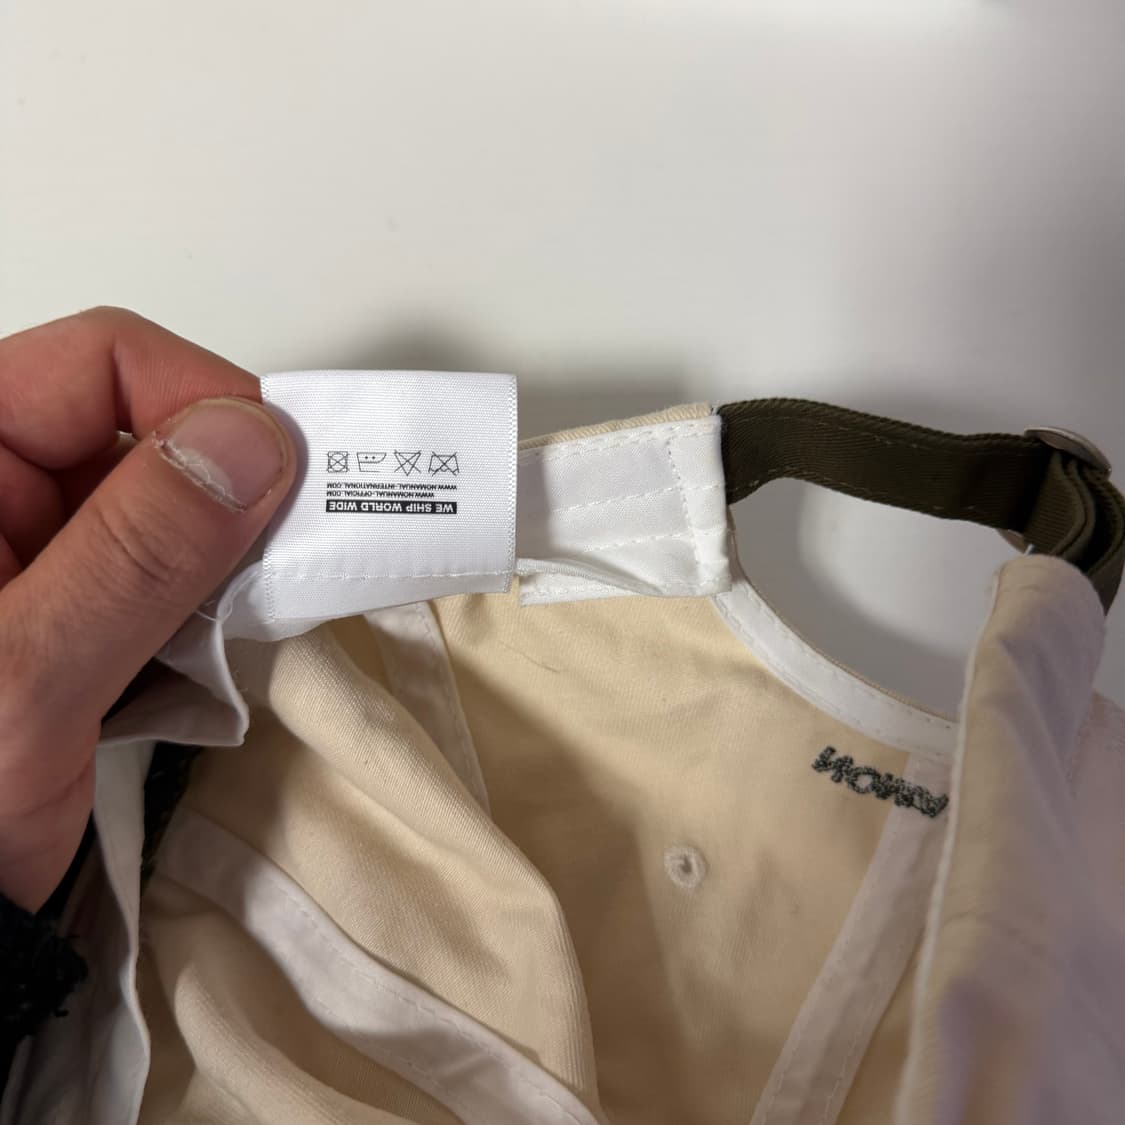 WE SHIP WORLD WIDE
WWW.NOMANUAL-OFFICIAL.COM
WWW.NOMANUAL-INTERNATIONAL.COM